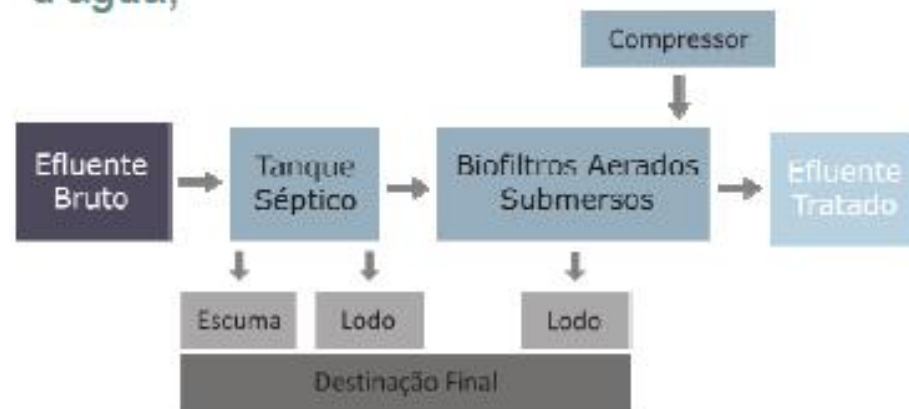 d'água;
Compressor
Efluente
Bruto
Tanque
Séptico
Biofiltros Aerados
Submersos
Efluente
Tratado
Escuma
Lodo
Lodo
Destinação Final